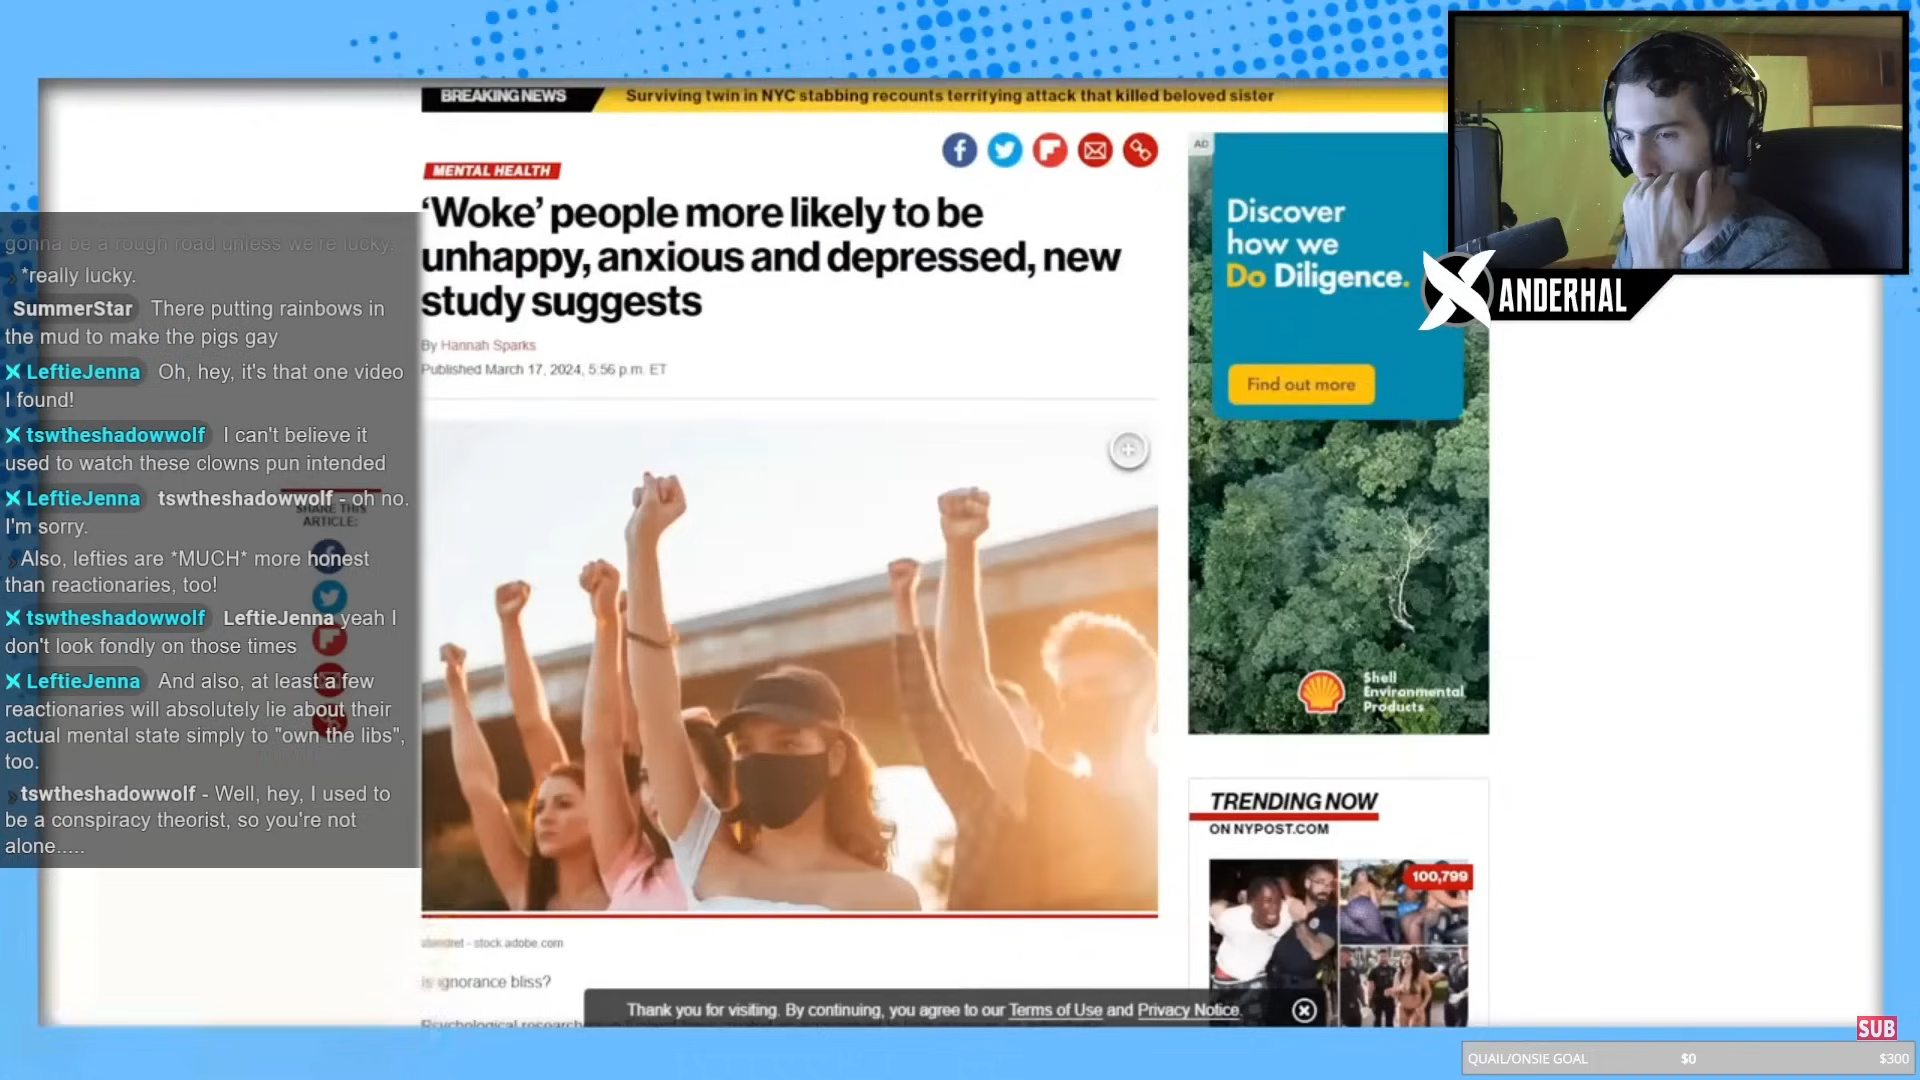 BREAKING NEWS
Surviving twin in NYC stabbing recounts terrifying attack that killed beloved sister
MENTAL HEALTH
‘Woke’ people more likely to be
unhappy, anxious and depressed, new
study suggests
By Hannah Sparks
Published March 17, 2024, 5:56 p.m. ET
gonna be a rough road unless we're lucky.
*really lucky.
SummerStar There putting rainbows in
the mud to make the pigs gay
LeftieJenna Oh, hey, it's that one video
I found!
tswtheshadowwolf I can't believe it
used to watch these clowns pun intended
LeftieJenna tswtheshadowwolf - oh no.
I'm sorry.
Also, lefties are *MUCH* more honest
than reactionaries, too!
tswtheshadowwolf LeftieJenna yeah I
don't look fondly on those times
LeftieJenna And also, at least a few
reactionaries will absolutely lie about their
actual mental state simply to "own the libs",
too.
tswtheshadowwolf - Well, hey, I used to
be a conspiracy theorist, so you're not
alone.....
SHARE THIS
ARTICLE:
AD
Discover
how we
Do Diligence.
Find out more
Shell
Environmental
Products
ANDERHAL
TRENDING NOW
ON NYPOST.COM
100,799
- stock.adobe.com
is ignorance bliss?
Thank you for visiting. By continuing, you agree to our Terms of Use and Privacy Notice.
SUB
QUAIL/ONSIE GOAL $0 $300